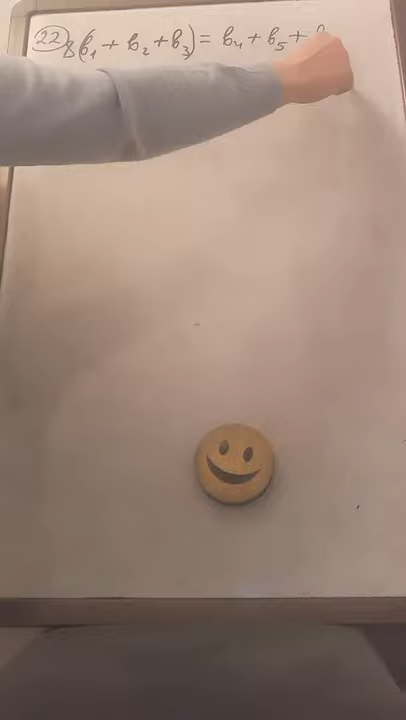 22 8(b₁ + b₂ + b₃) = b₄ + b₅ +